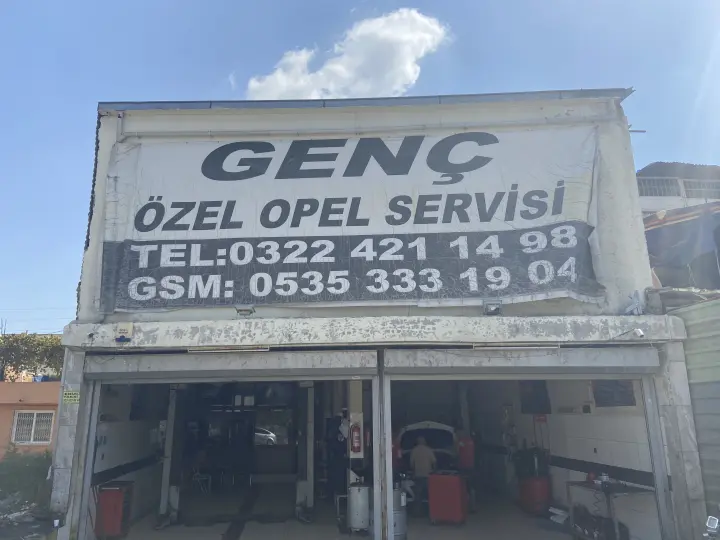 GENÇ
ÖZEL OPEL SERVİSİ
TEL:0322 421 14 98
GSM: 0535 333 19 04